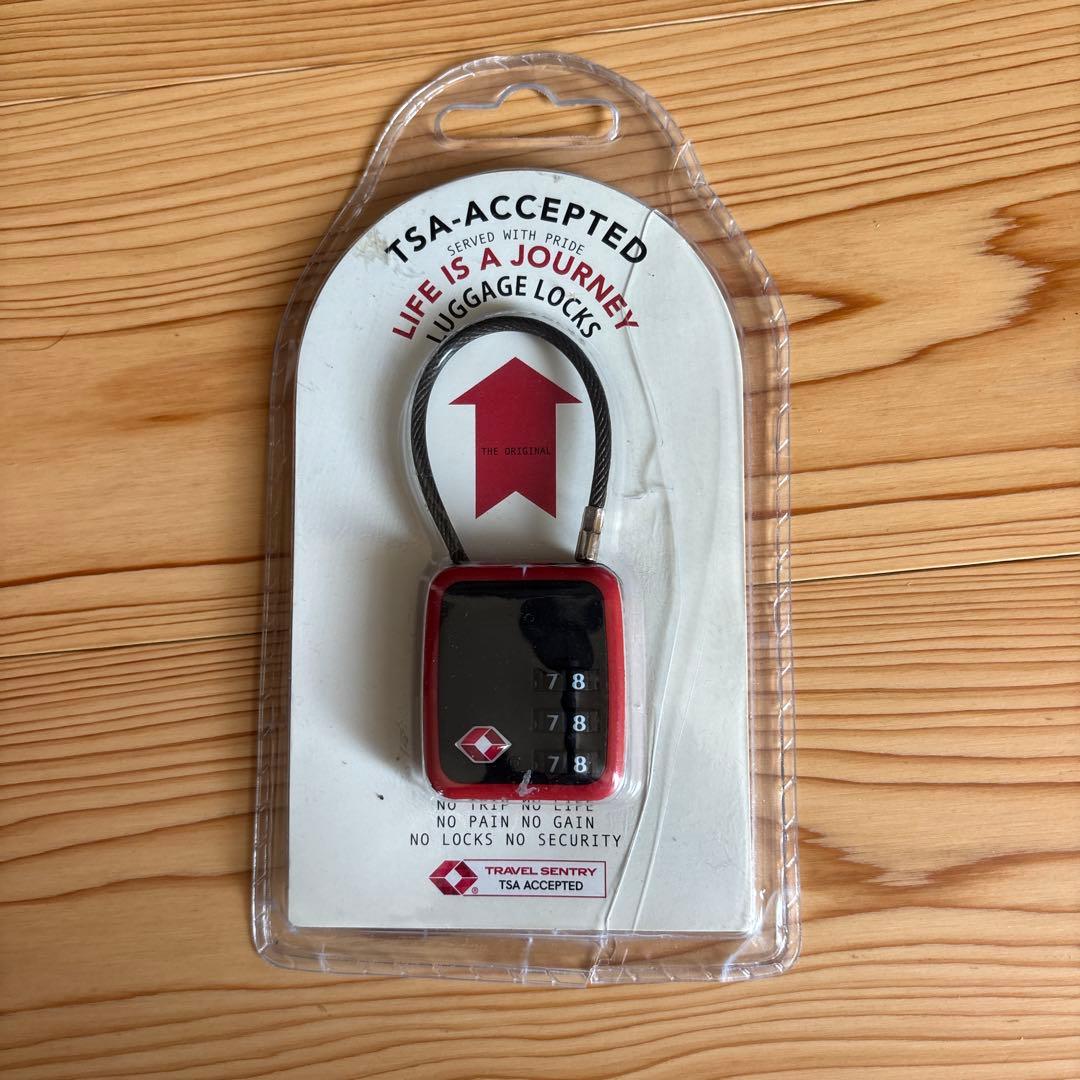 TSA-ACCEPTED
SERVED WITH PRIDE
LIFE IS A JOURNEY
LUGGAGE LOCKS
THE ORIGINAL
7 8
7 8
7 8
NO TRIP NO LIFE
NO PAIN NO GAIN
NO LOCKS NO SECURITY
TRAVEL SENTRY
®
TSA ACCEPTED